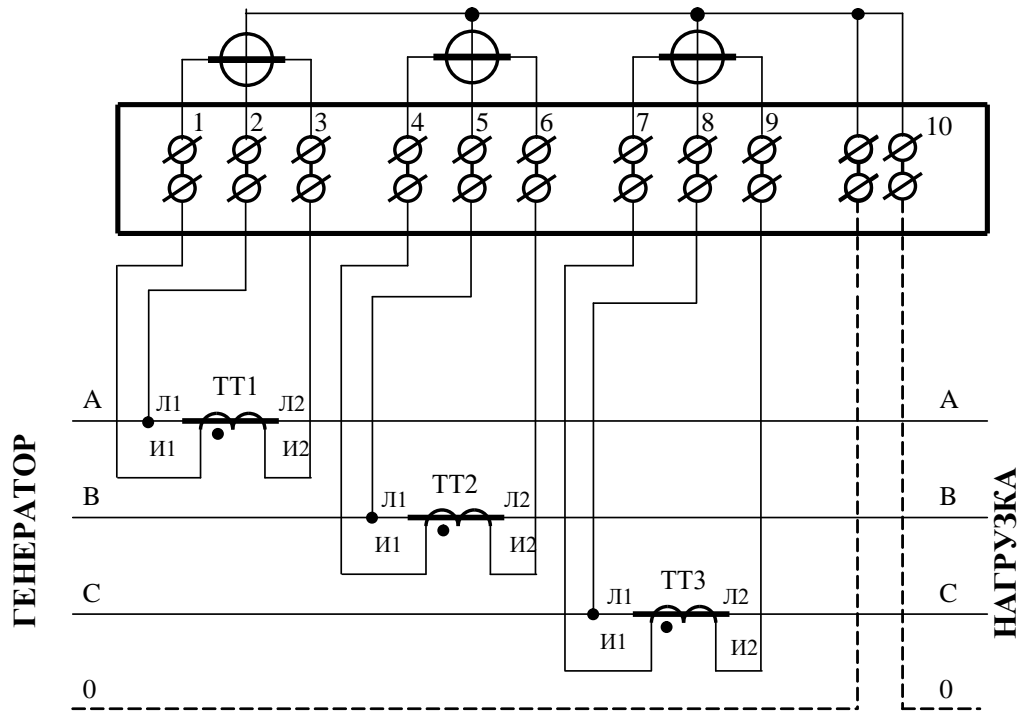 1 2 3 4 5 6 7 8 9 10
ТТ1
А Л1 Л2 А
И1 И2
ТТ2
В Л1 Л2 В
И1 И2
ТТ3
С Л1 Л2 С
И1 И2
0 0
ГЕНЕРАТОР
НАГРУЗКА